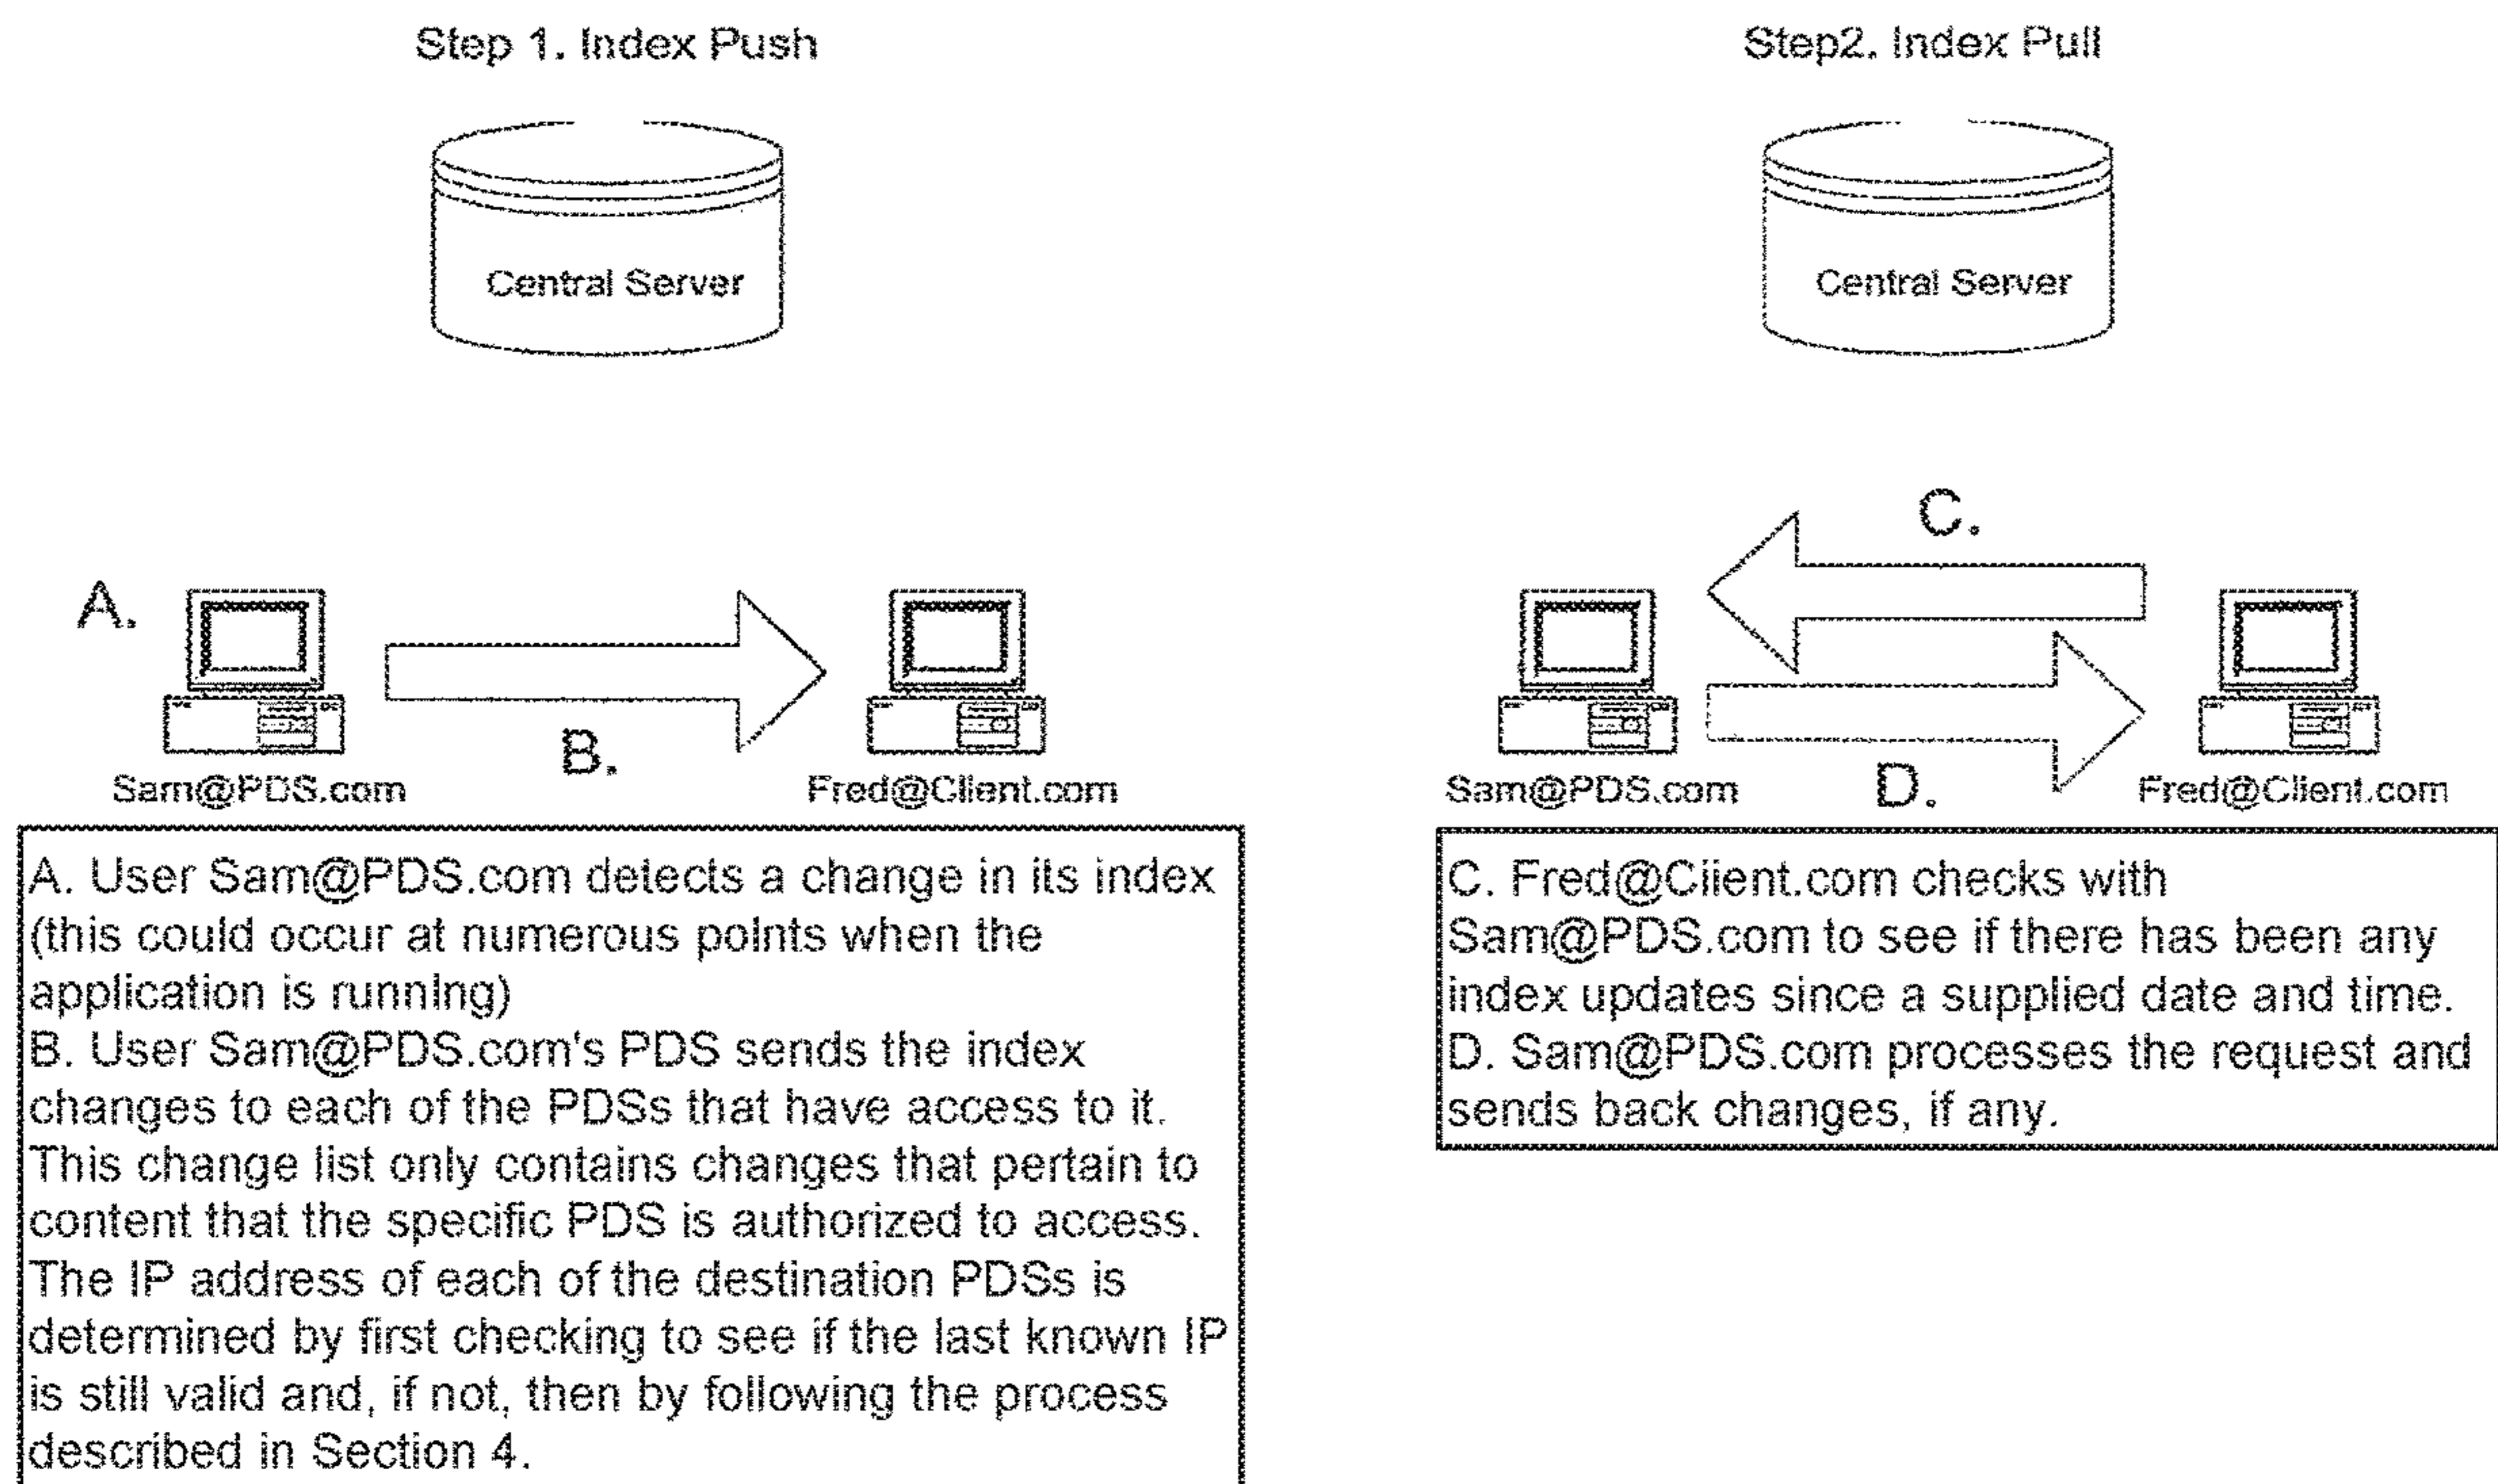 Step 1. Index Push
Central Server
A.
B.
Sam@PDS.com
Fred@Client.com
A. User Sam@PDS.com detects a change in its index
(this could occur at numerous points when the
application is running)
B. User Sam@PDS.com's PDS sends the index
changes to each of the PDSs that have access to it.
This change list only contains changes that pertain to
content that the specific PDS is authorized to access.
The IP address of each of the destination PDSs is
determined by first checking to see if the last known IP
is still valid and, if not, then by following the process
described in Section 4.
Step2. Index Pull
Central Server
C.
D.
Sam@PDS.com
Fred@Client.com
C. Fred@Client.com checks with
Sam@PDS.com to see if there has been any
index updates since a supplied date and time.
D. Sam@PDS.com processes the request and
sends back changes, if any.